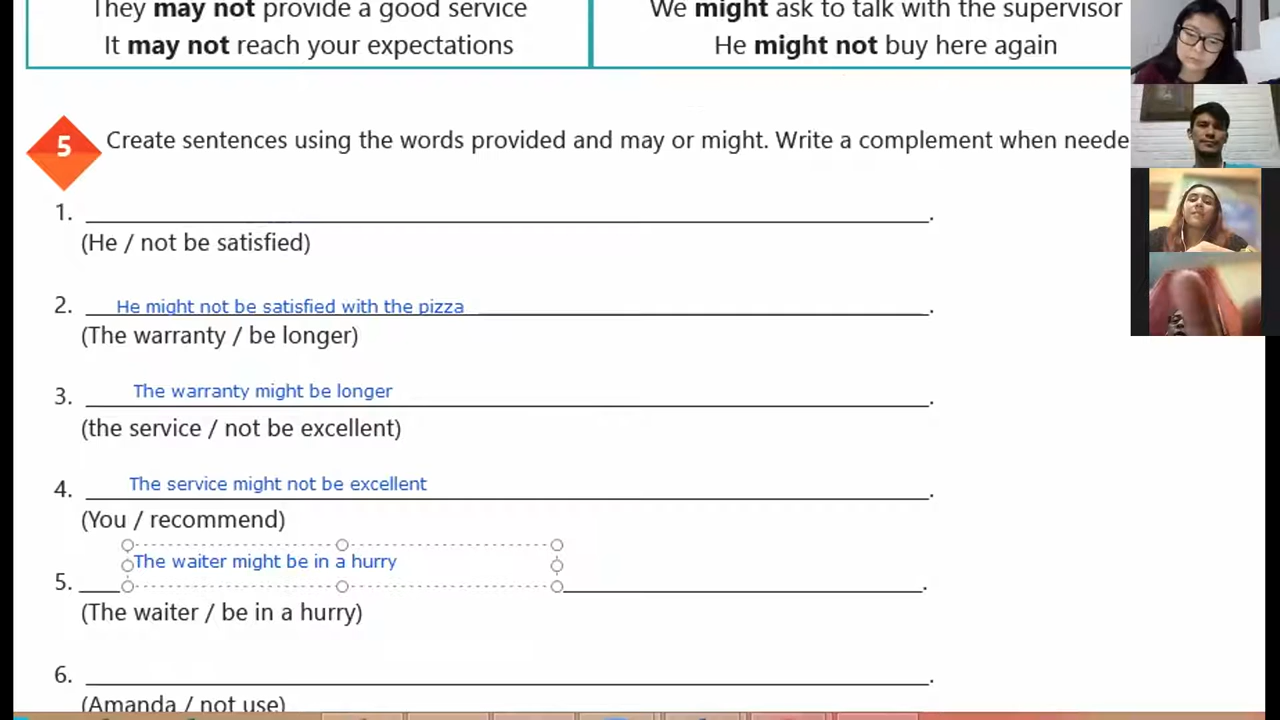 They may not provide a good service
It may not reach your expectations
We might ask to talk with the supervisor
He might not buy here again
5 Create sentences using the words provided and may or might. Write a complement when neede
1. .
(He / not be satisfied)
2. He might not be satisfied with the pizza .
(The warranty / be longer)
3. The warranty might be longer .
(the service / not be excellent)
4. The service might not be excellent .
(You / recommend)
5. The waiter might be in a hurry .
(The waiter / be in a hurry)
6. .
(Amanda / not use)